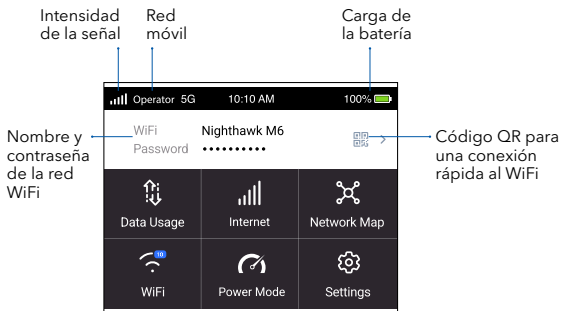 Intensidad
de la señal
Red
móvil
Carga de
la batería
Operator 5G 10:10 AM 100%
Nombre y
contraseña
de la red
WiFi
WiFi Nighthawk M6
Password ••••••••••
Código QR para
una conexión
rápida al WiFi
Data Usage Internet Network Map
10
WiFi Power Mode Settings